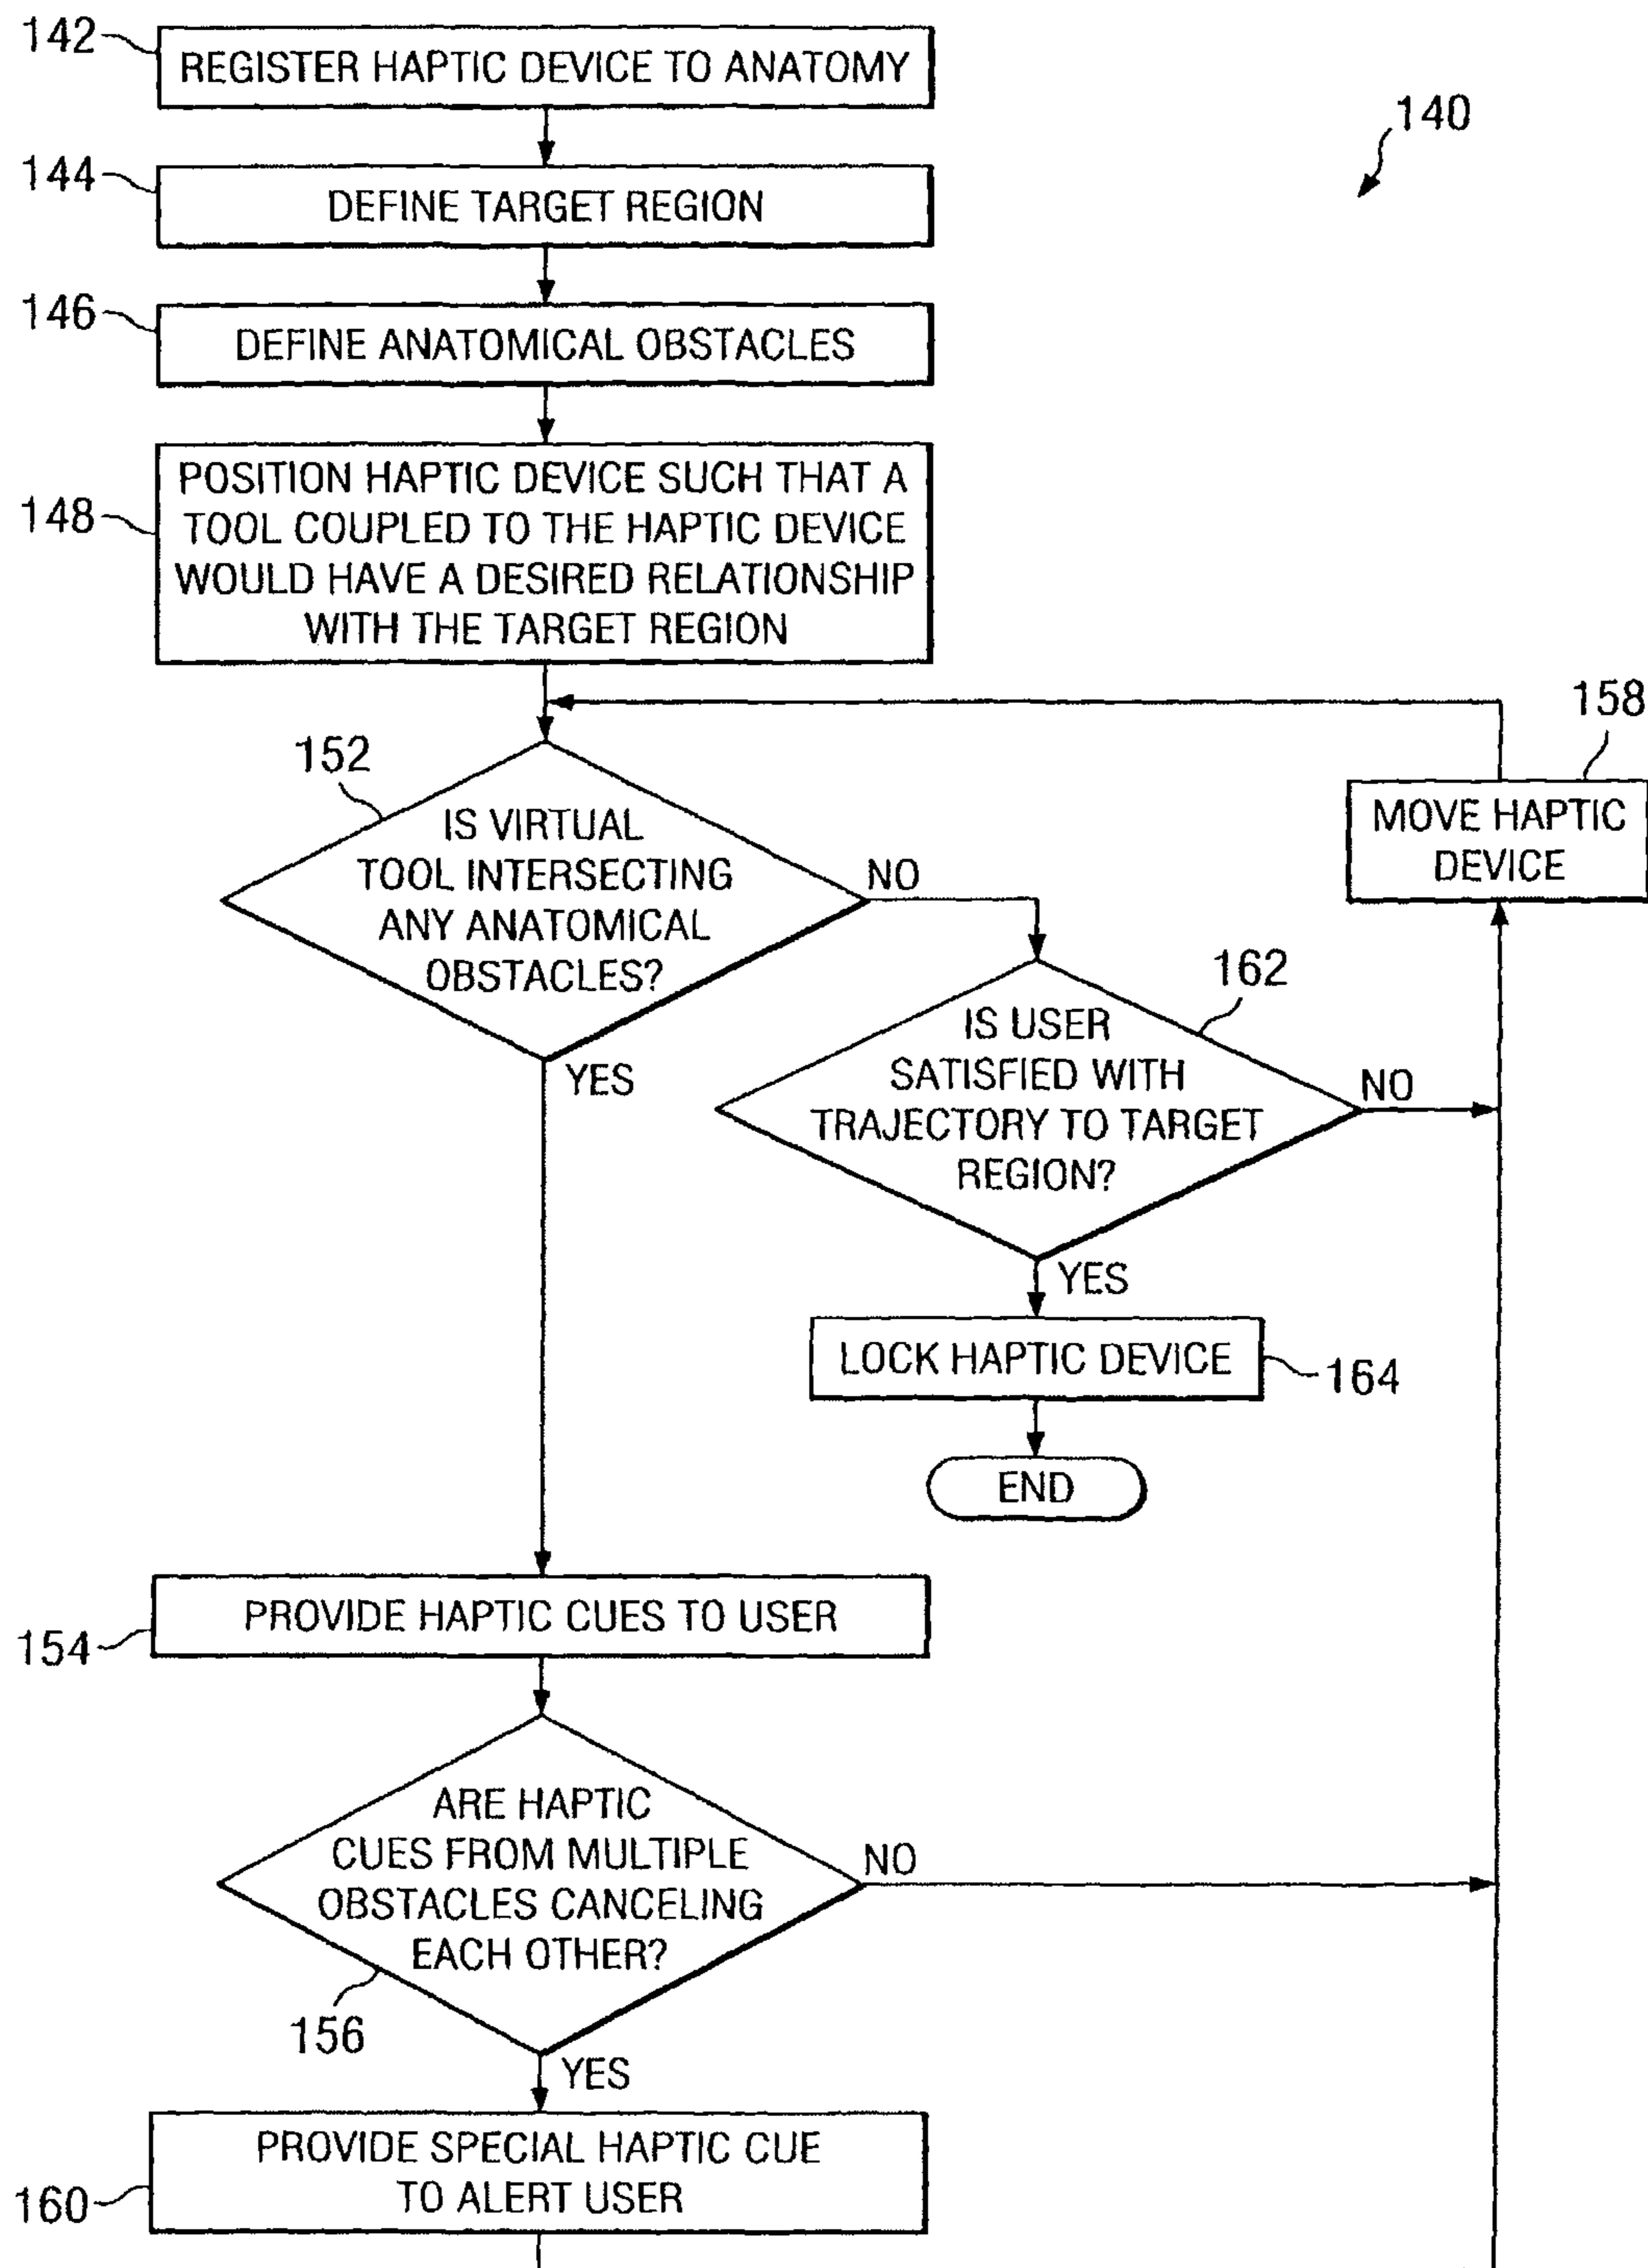 142
REGISTER HAPTIC DEVICE TO ANATOMY
140
144
DEFINE TARGET REGION
146
DEFINE ANATOMICAL OBSTACLES
148
POSITION HAPTIC DEVICE SUCH THAT A
TOOL COUPLED TO THE HAPTIC DEVICE
WOULD HAVE A DESIRED RELATIONSHIP
WITH THE TARGET REGION
158
MOVE HAPTIC
DEVICE
152
IS VIRTUAL
TOOL INTERSECTING
ANY ANATOMICAL
OBSTACLES?
NO
YES
162
IS USER
SATISFIED WITH
TRAJECTORY TO TARGET
REGION?
NO
YES
LOCK HAPTIC DEVICE
164
END
PROVIDE HAPTIC CUES TO USER
154
ARE HAPTIC
CUES FROM MULTIPLE
OBSTACLES CANCELING
EACH OTHER?
NO
156
YES
PROVIDE SPECIAL HAPTIC CUE
TO ALERT USER
160